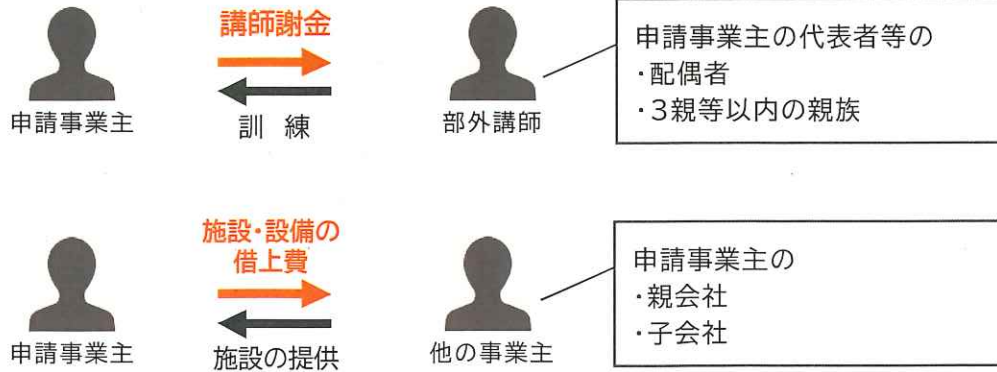 講師謝金
申請事業主
訓 練
部外講師
申請事業主の代表者等の
・配偶者
・3親等以内の親族
施設・設備の
借上費
申請事業主
施設の提供
他の事業主
申請事業主の
・親会社
・子会社